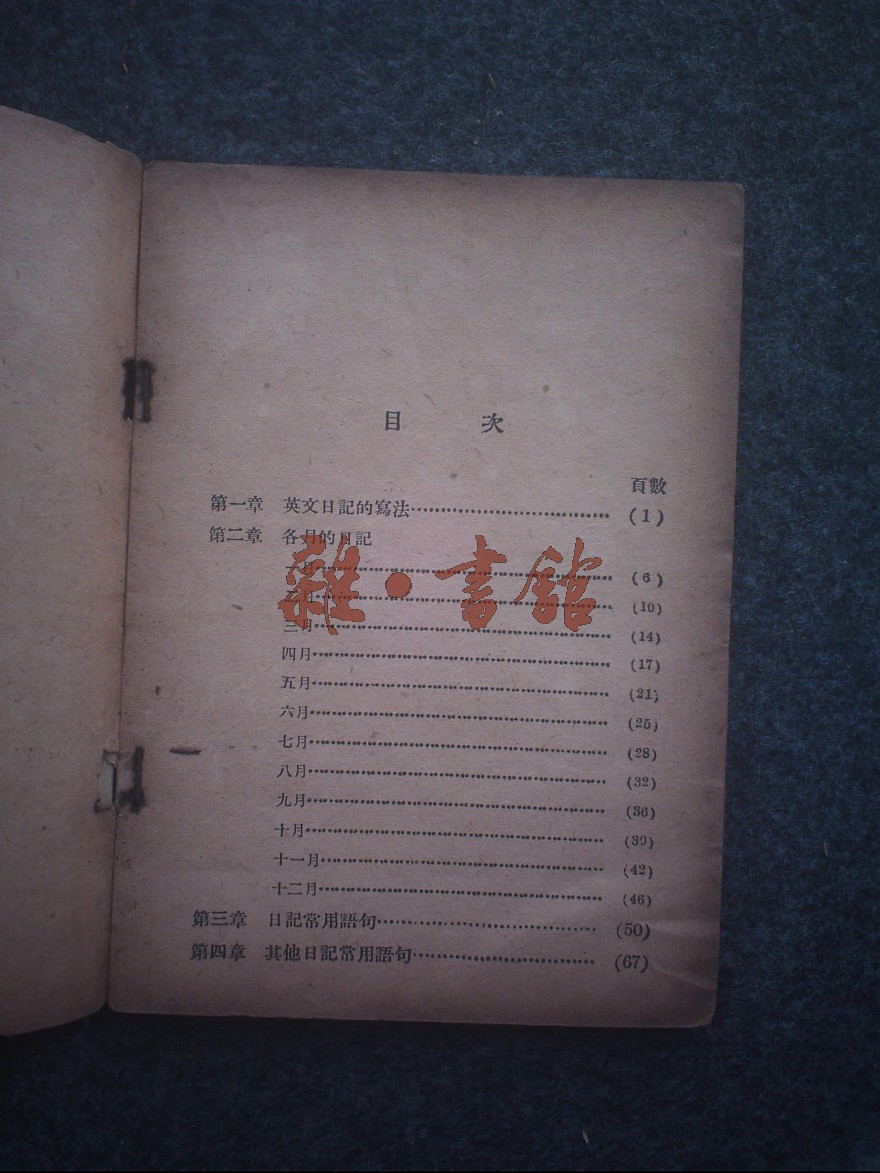 目 次
頁數
第一章 英文日記的寫法………………………… (1)
第二章 各月的日記
一月………………………… (6)
二月………………………… (10)
三月………………………… (14)
四月………………………… (17)
五月………………………… (21)
六月………………………… (25)
七月………………………… (28)
八月………………………… (32)
九月………………………… (36)
十月………………………… (39)
十一月………………………… (42)
十二月………………………… (46)
第三章 日記常用語句………………………… (50)
第四章 其他日記常用語句………………………… (67)
雜·書館